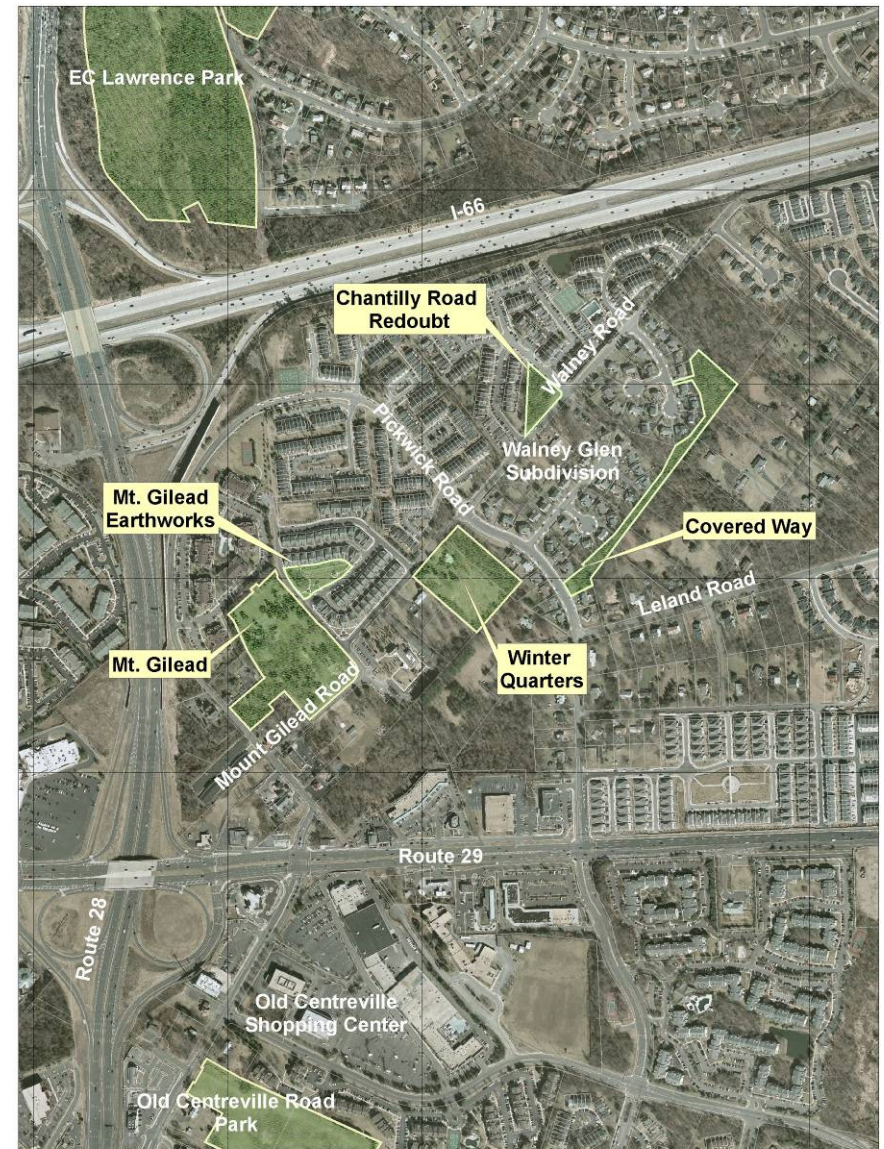 EC Lawrence Park
I-66
Chantilly Road
Redoubt
Walney Road
Pickwick Road
Walney Glen
Subdivision
Mt. Gilead
Earthworks
Covered Way
Leland Road
Mt. Gilead
Winter
Quarters
Mount Gilead Road
Route 29
Route 28
Old Centreville
Shopping Center
Old Centreville Road
Park